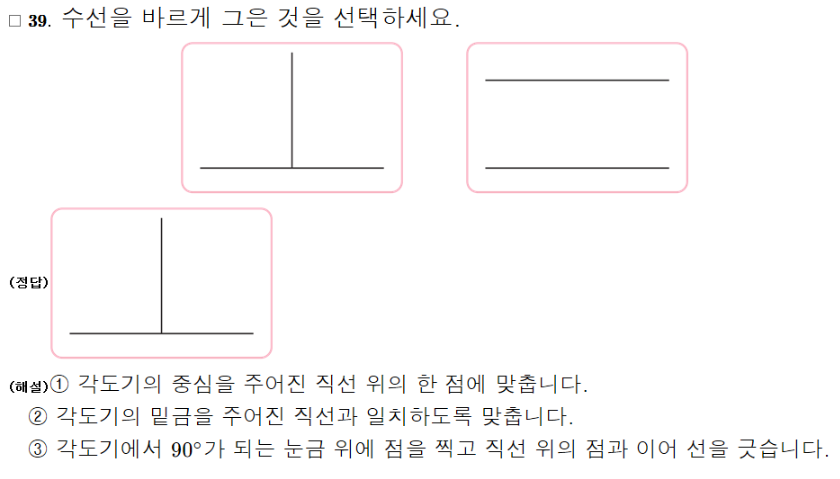 □ 39. 수선을 바르게 그은 것을 선택하세요.
(정답)
(해설)① 각도기의 중심을 주어진 직선 위의 한 점에 맞춥니다.
② 각도기의 밑금을 주어진 직선과 일치하도록 맞춥니다.
③ 각도기에서 90°가 되는 눈금 위에 점을 찍고 직선 위의 점과 이어 선을 긋습니다.